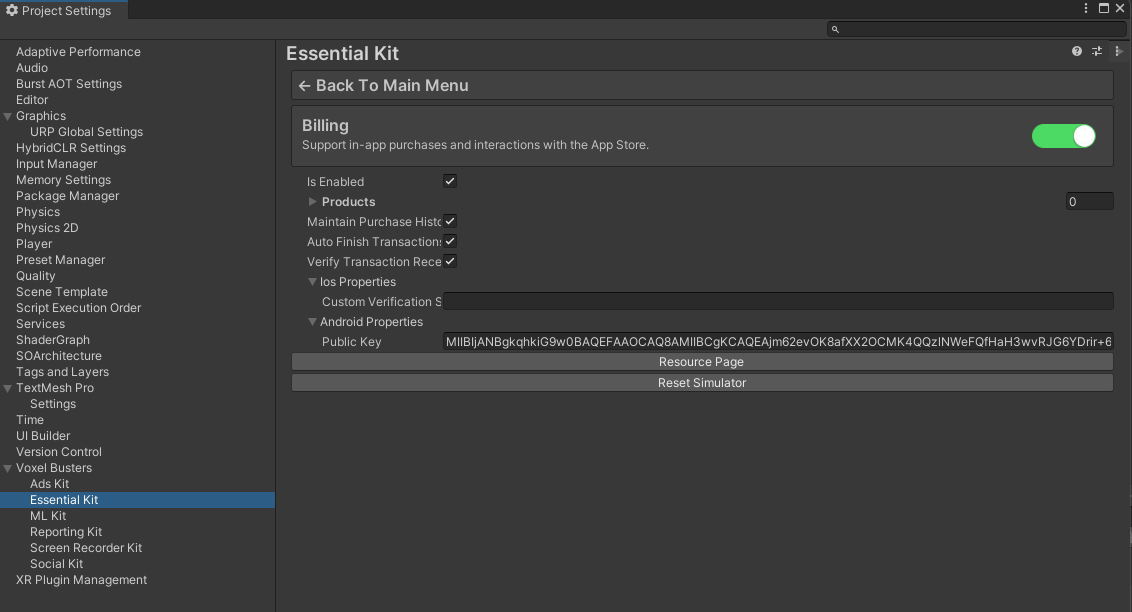 Project Settings
Adaptive Performance
Audio
Burst AOT Settings
Editor
Graphics
URP Global Settings
HybridCLR Settings
Input Manager
Memory Settings
Package Manager
Physics
Physics 2D
Player
Preset Manager
Quality
Scene Template
Script Execution Order
Services
ShaderGraph
SOArchitecture
Tags and Layers
TextMesh Pro
Settings
Time
UI Builder
Version Control
Voxel Busters
Ads Kit
Essential Kit
ML Kit
Reporting Kit
Screen Recorder Kit
Social Kit
XR Plugin Management
Essential Kit
← Back To Main Menu
Billing
Support in-app purchases and interactions with the App Store.
Is Enabled
Products 0
Maintain Purchase Histo
Auto Finish Transactions
Verify Transaction Rece
Ios Properties
Custom Verification S
Android Properties
Public Key MIIBIjANBgkqhkiG9w0BAQEFAAOCAQ8AMIIBCgKCAQEAjm62evOK8afXX2OCMK4QQzINWeFQfHaH3wvRJG6YDrir+6
Resource Page
Reset Simulator